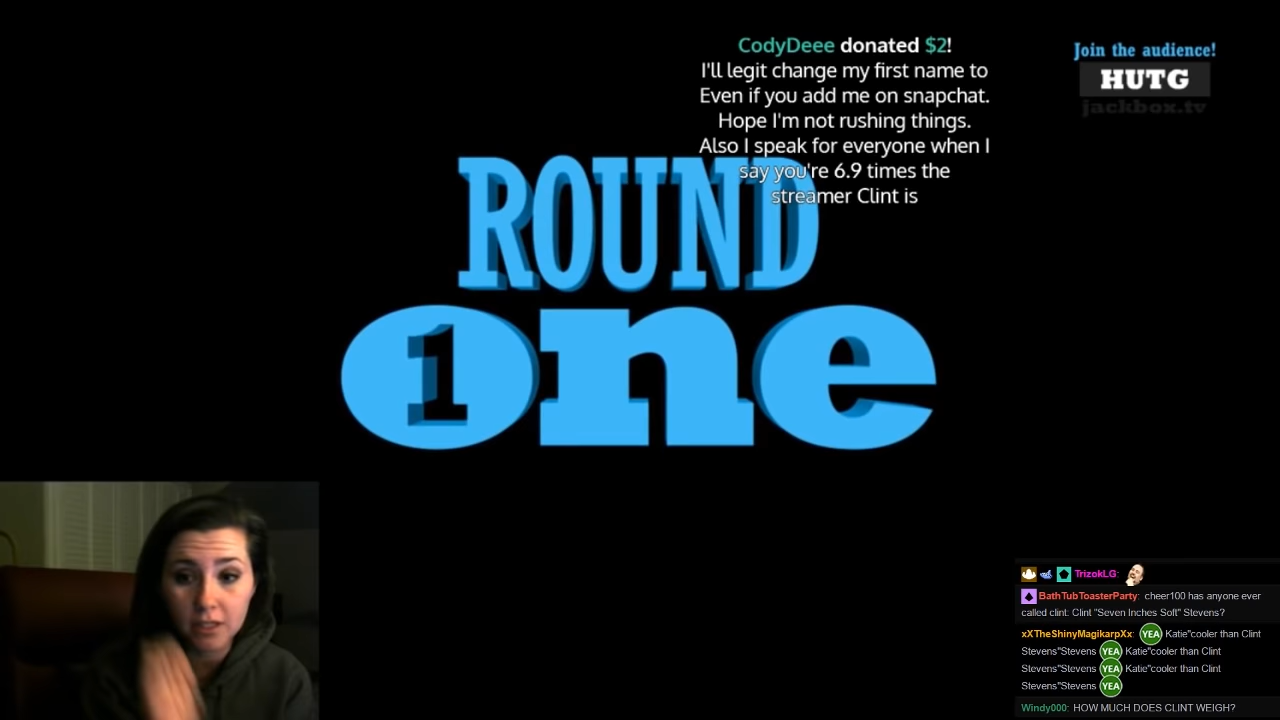 CodyDeee donated $2!
I'll legit change my first name to
Even if you add me on snapchat.
Hope I'm not rushing things.
Also I speak for everyone when I
say you're 6.9 times the
streamer Clint is
Join the audience!
HUTG
jackbox.tv
ROUND
One
1
TrizokLG:
BathTubToasterParty: cheer100 has anyone ever
called clint: Clint "Seven Inches Soft" Stevens?
xXTheShinyMagikarpXx: YEA Katie"cooler than Clint
Stevens"Stevens YEA Katie"cooler than Clint
Stevens"Stevens YEA Katie"cooler than Clint
Stevens"Stevens YEA
Windy000: HOW MUCH DOES CLINT WEIGH?